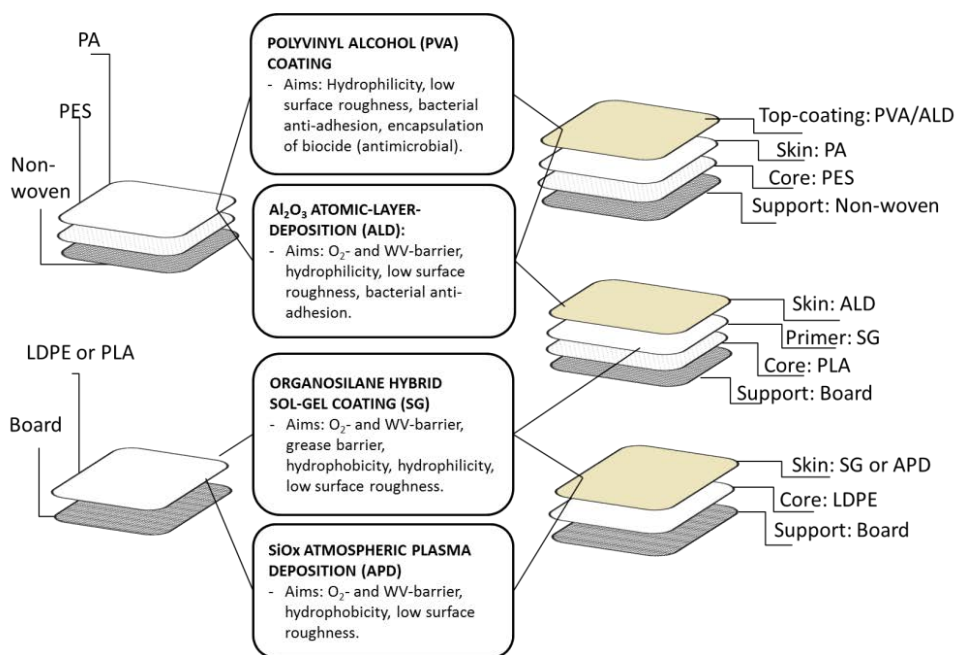 PA
PES
Non-
woven
LDPE or PLA
Board
POLYVINYL ALCOHOL (PVA)
COATING
- Aims: Hydrophilicity, low
surface roughness, bacterial
anti-adhesion, encapsulation
of biocide (antimicrobial).
Al₂O₃ ATOMIC-LAYER-
DEPOSITION (ALD):
- Aims: O₂- and WV-barrier,
hydrophilicity, low surface
roughness, bacterial anti-
adhesion.
ORGANOSILANE HYBRID
SOL-GEL COATING (SG)
- Aims: O₂- and WV-barrier,
grease barrier,
hydrophobicity, hydrophilicity,
low surface roughness.
SiOx ATMOSPHERIC PLASMA
DEPOSITION (APD)
- Aims: O₂- and WV-barrier,
hydrophobicity, low surface
roughness.
Top-coating: PVA/ALD
Skin: PA
Core: PES
Support: Non-woven
Skin: ALD
Primer: SG
Core: PLA
Support: Board
Skin: SG or APD
Core: LDPE
Support: Board